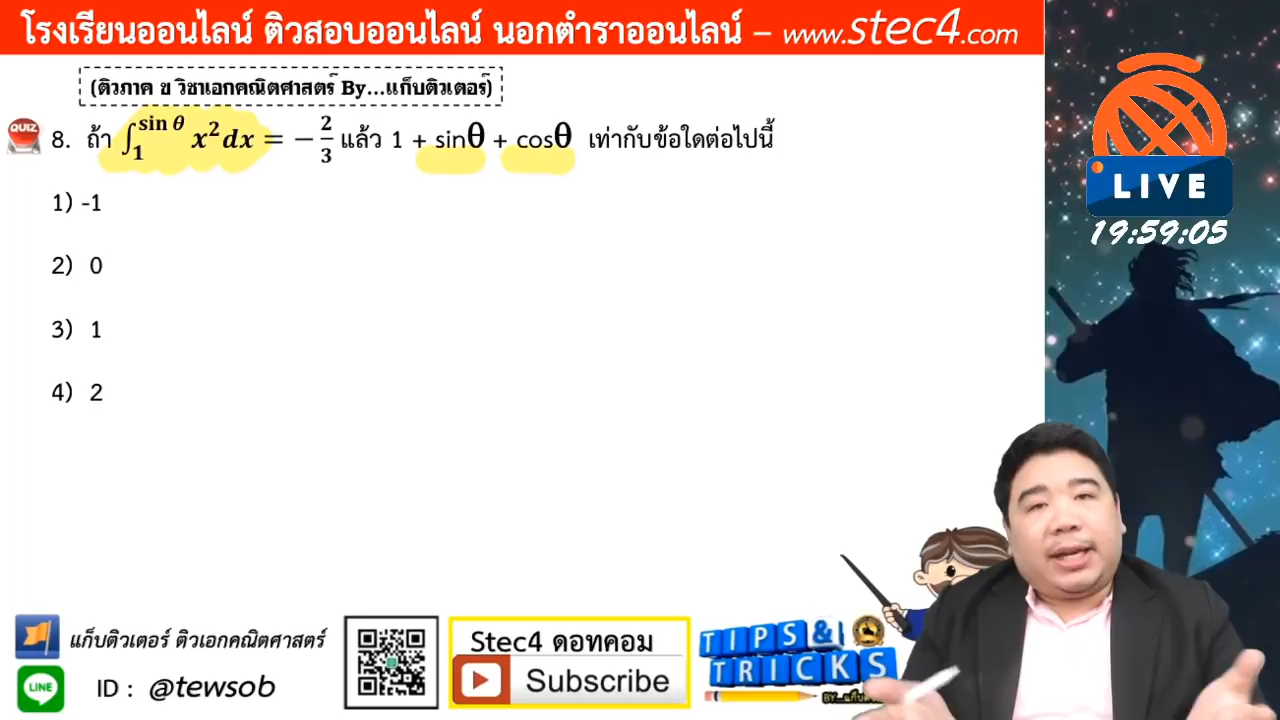 โรงเรียนออนไลน์ ติวสอบออนไลน์ นอกตำราออนไลน์ – www.stec4.com
(ติวภาค ข วิชาเอกคณิตศาสตร์ By...แก็บติวเตอร์)
QUIZ
8. ถ้า ∫₁^{sin θ} x² dx = −2/3 แล้ว 1 + sinθ + cosθ เท่ากับข้อใดต่อไปนี้
1) -1
2) 0
3) 1
4) 2
LIVE
19:59:05
แก็บติวเตอร์ ติวเอกคณิตศาสตร์
LINE
ID : @tewsob
Stec4 ดอทคอม
Subscribe
TIPS &
TRICKS